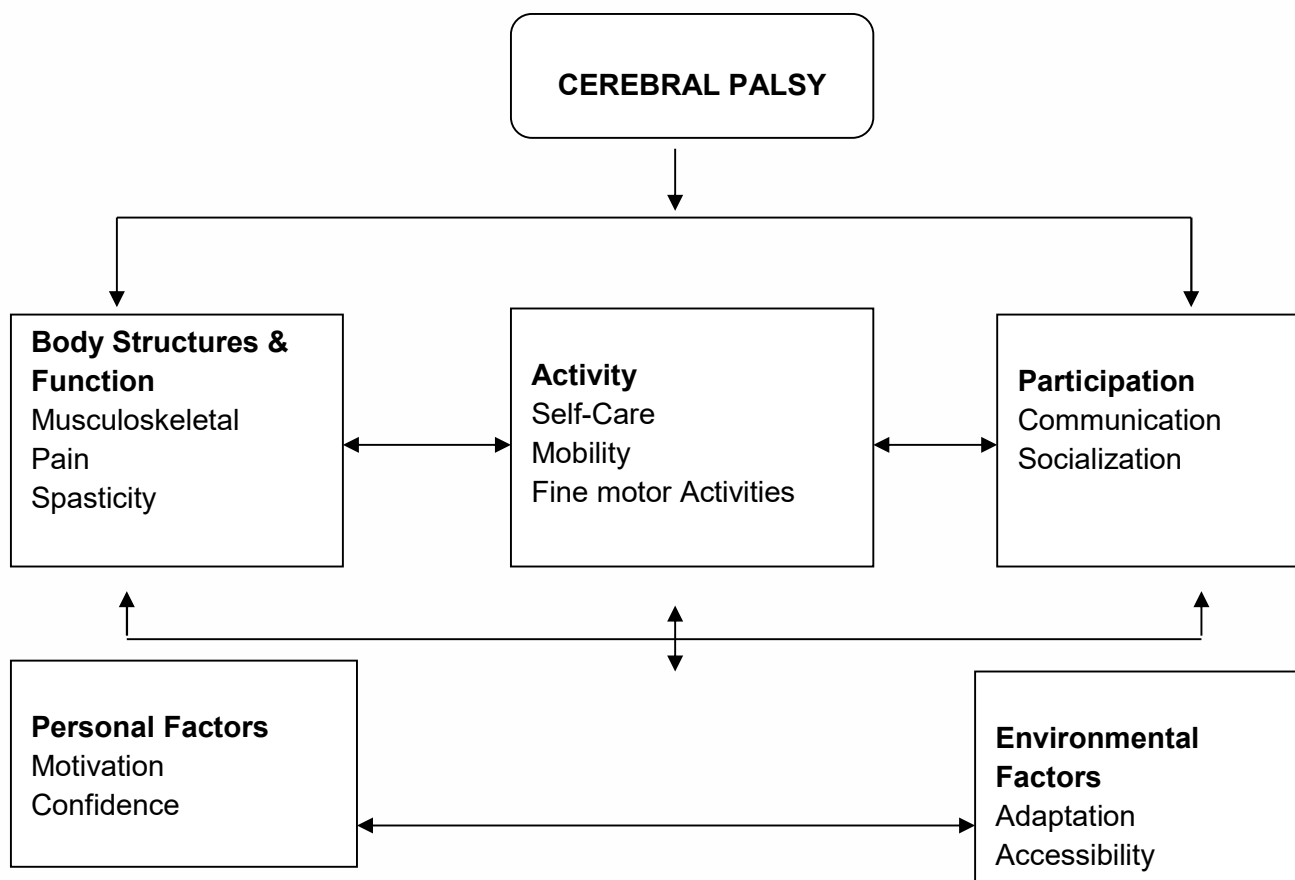 CEREBRAL PALSY
Body Structures &
Function
Musculoskeletal
Pain
Spasticity
Activity
Self-Care
Mobility
Fine motor Activities
Participation
Communication
Socialization
Personal Factors
Motivation
Confidence
Environmental
Factors
Adaptation
Accessibility